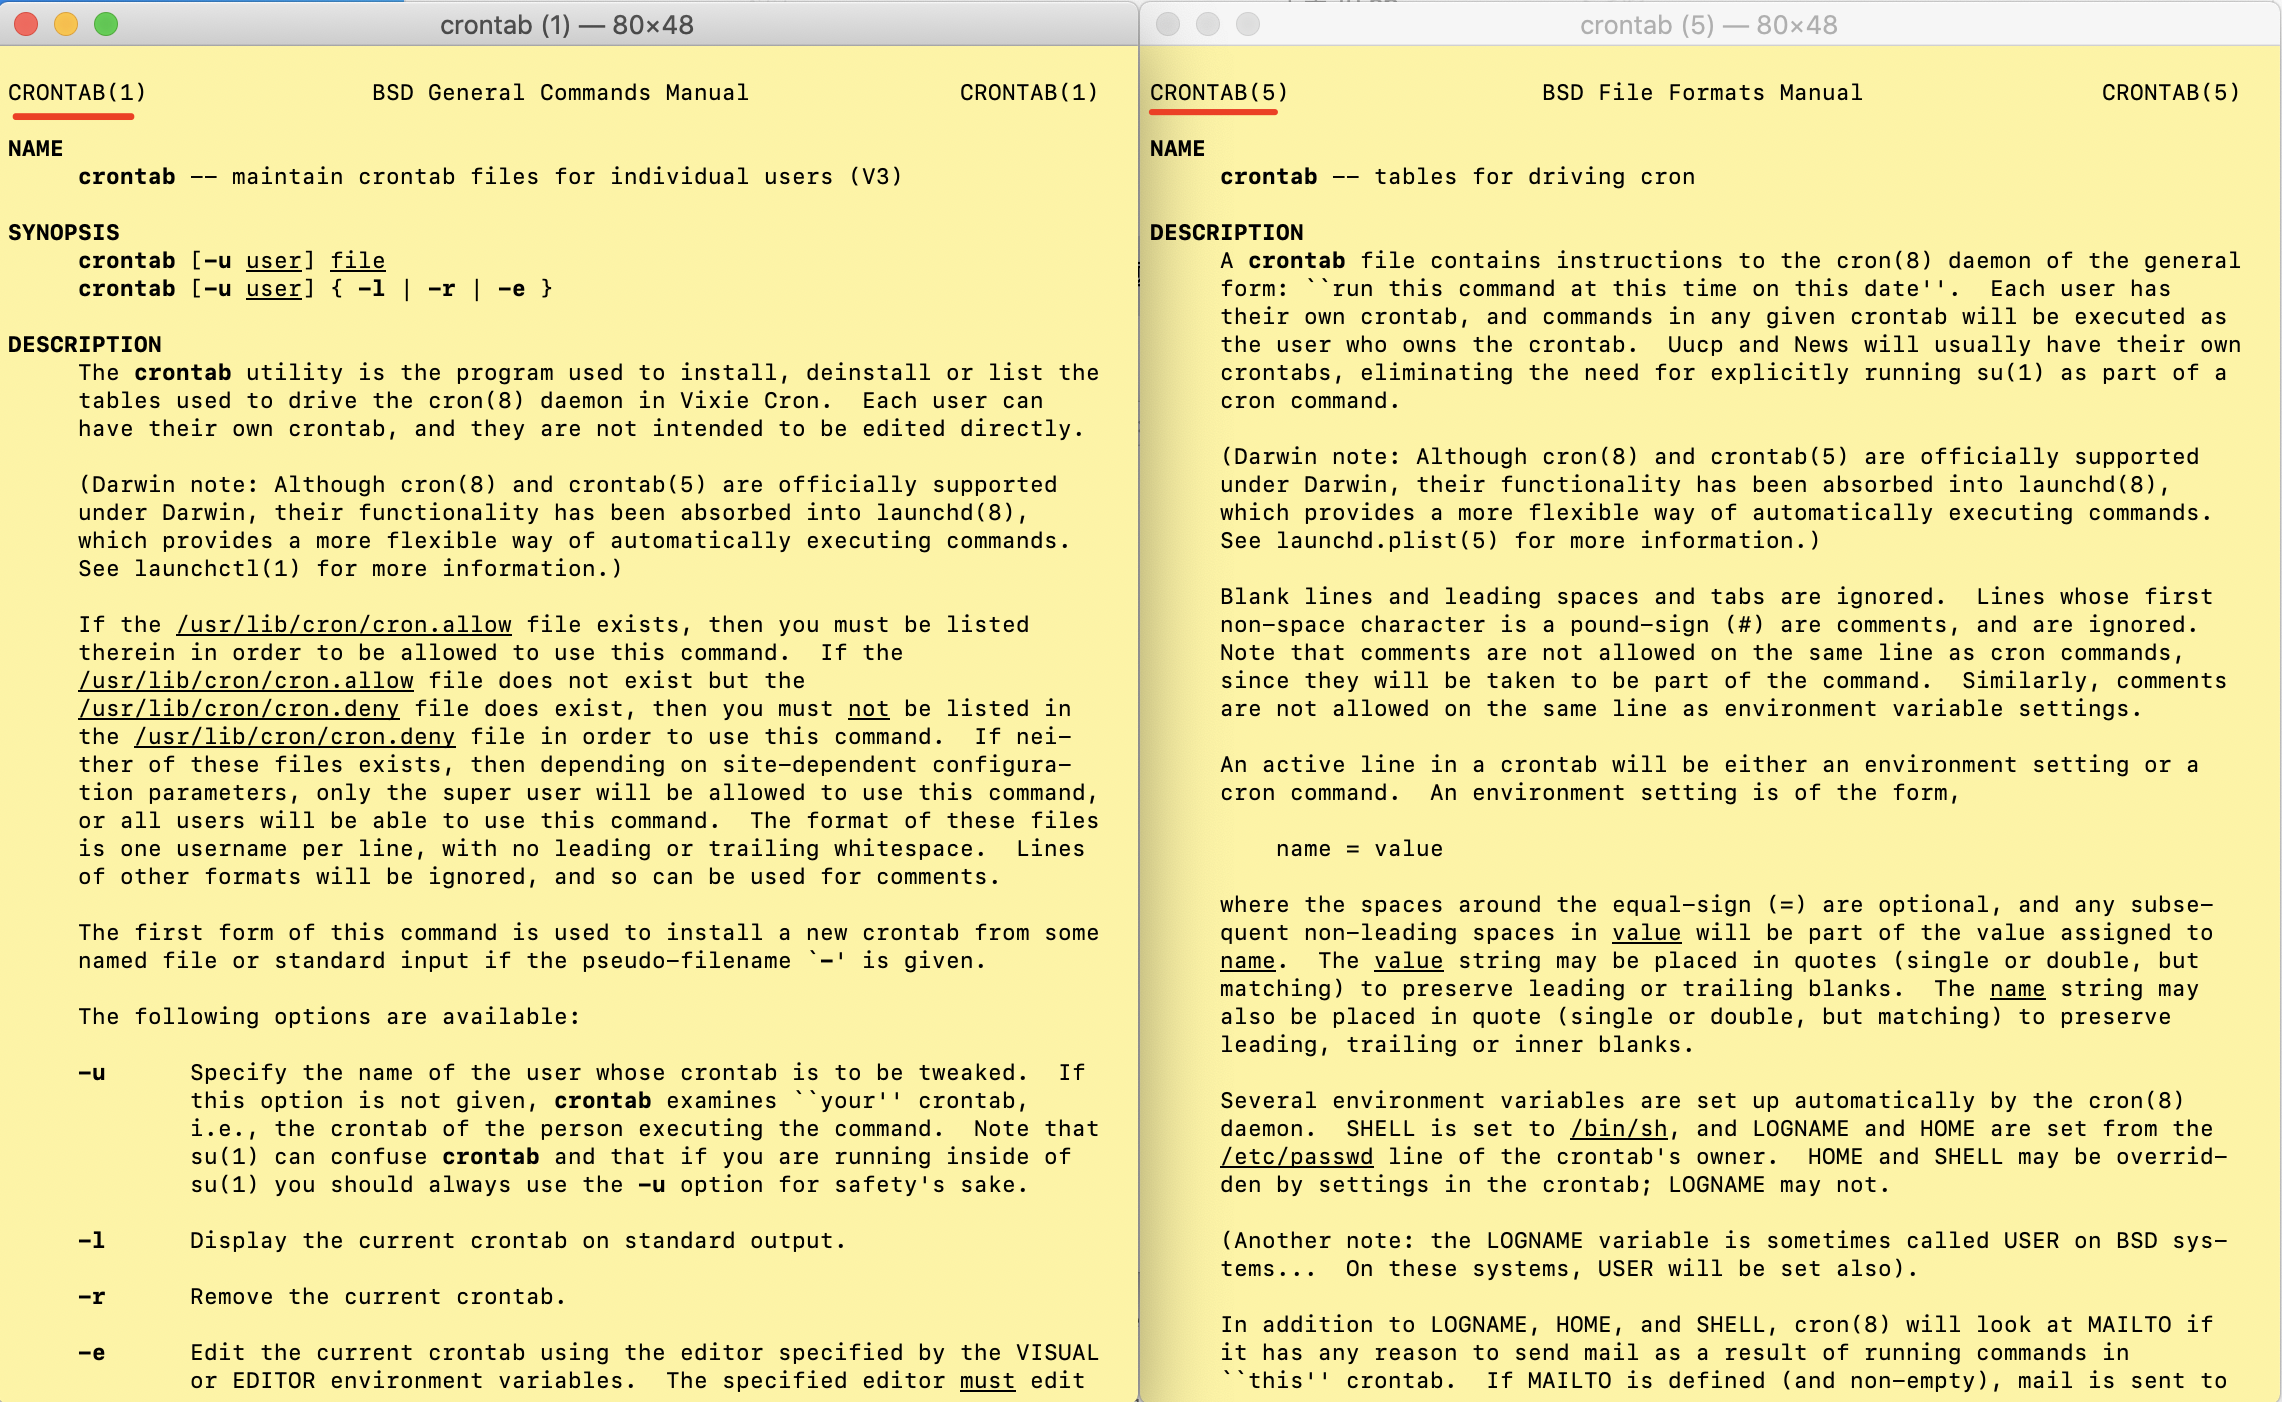 crontab (1) — 80×48
CRONTAB(1)                BSD General Commands Manual               CRONTAB(1)
NAME
     crontab -- maintain crontab files for individual users (V3)
SYNOPSIS
     crontab [-u user] file
     crontab [-u user] { -l | -r | -e }
DESCRIPTION
     The crontab utility is the program used to install, deinstall or list the
     tables used to drive the cron(8) daemon in Vixie Cron.  Each user can
     have their own crontab, and they are not intended to be edited directly.
     (Darwin note: Although cron(8) and crontab(5) are officially supported
     under Darwin, their functionality has been absorbed into launchd(8),
     which provides a more flexible way of automatically executing commands.
     See launchctl(1) for more information.)
     If the /usr/lib/cron/cron.allow file exists, then you must be listed
     therein in order to be allowed to use this command.  If the
     /usr/lib/cron/cron.allow file does not exist but the
     /usr/lib/cron/cron.deny file does exist, then you must not be listed in
     the /usr/lib/cron/cron.deny file in order to use this command.  If nei-
     ther of these files exists, then depending on site-dependent configura-
     tion parameters, only the super user will be allowed to use this command,
     or all users will be able to use this command.  The format of these files
     is one username per line, with no leading or trailing whitespace.  Lines
     of other formats will be ignored, and so can be used for comments.
     The first form of this command is used to install a new crontab from some
     named file or standard input if the pseudo-filename `-' is given.
     The following options are available:
     -u      Specify the name of the user whose crontab is to be tweaked.  If
             this option is not given, crontab examines ``your'' crontab,
             i.e., the crontab of the person executing the command.  Note that
             su(1) can confuse crontab and that if you are running inside of
             su(1) you should always use the -u option for safety's sake.
     -l      Display the current crontab on standard output.
     -r      Remove the current crontab.
     -e      Edit the current crontab using the editor specified by the VISUAL
             or EDITOR environment variables.  The specified editor must edit
crontab (5) — 80×48
CRONTAB(5)                  BSD File Formats Manual                 CRONTAB(5)
NAME
     crontab -- tables for driving cron
DESCRIPTION
     A crontab file contains instructions to the cron(8) daemon of the general
     form: ``run this command at this time on this date''.  Each user has
     their own crontab, and commands in any given crontab will be executed as
     the user who owns the crontab.  Uucp and News will usually have their own
     crontabs, eliminating the need for explicitly running su(1) as part of a
     cron command.
     (Darwin note: Although cron(8) and crontab(5) are officially supported
     under Darwin, their functionality has been absorbed into launchd(8),
     which provides a more flexible way of automatically executing commands.
     See launchd.plist(5) for more information.)
     Blank lines and leading spaces and tabs are ignored.  Lines whose first
     non-space character is a pound-sign (#) are comments, and are ignored.
     Note that comments are not allowed on the same line as cron commands,
     since they will be taken to be part of the command.  Similarly, comments
     are not allowed on the same line as environment variable settings.
     An active line in a crontab will be either an environment setting or a
     cron command.  An environment setting is of the form,
         name = value
     where the spaces around the equal-sign (=) are optional, and any subse-
     quent non-leading spaces in value will be part of the value assigned to
     name.  The value string may be placed in quotes (single or double, but
     matching) to preserve leading or trailing blanks.  The name string may
     also be placed in quote (single or double, but matching) to preserve
     leading, trailing or inner blanks.
     Several environment variables are set up automatically by the cron(8)
     daemon.  SHELL is set to /bin/sh, and LOGNAME and HOME are set from the
     /etc/passwd line of the crontab's owner.  HOME and SHELL may be overrid-
     den by settings in the crontab; LOGNAME may not.
     (Another note: the LOGNAME variable is sometimes called USER on BSD sys-
     tems...  On these systems, USER will be set also).
     In addition to LOGNAME, HOME, and SHELL, cron(8) will look at MAILTO if
     it has any reason to send mail as a result of running commands in
     ``this'' crontab.  If MAILTO is defined (and non-empty), mail is sent to